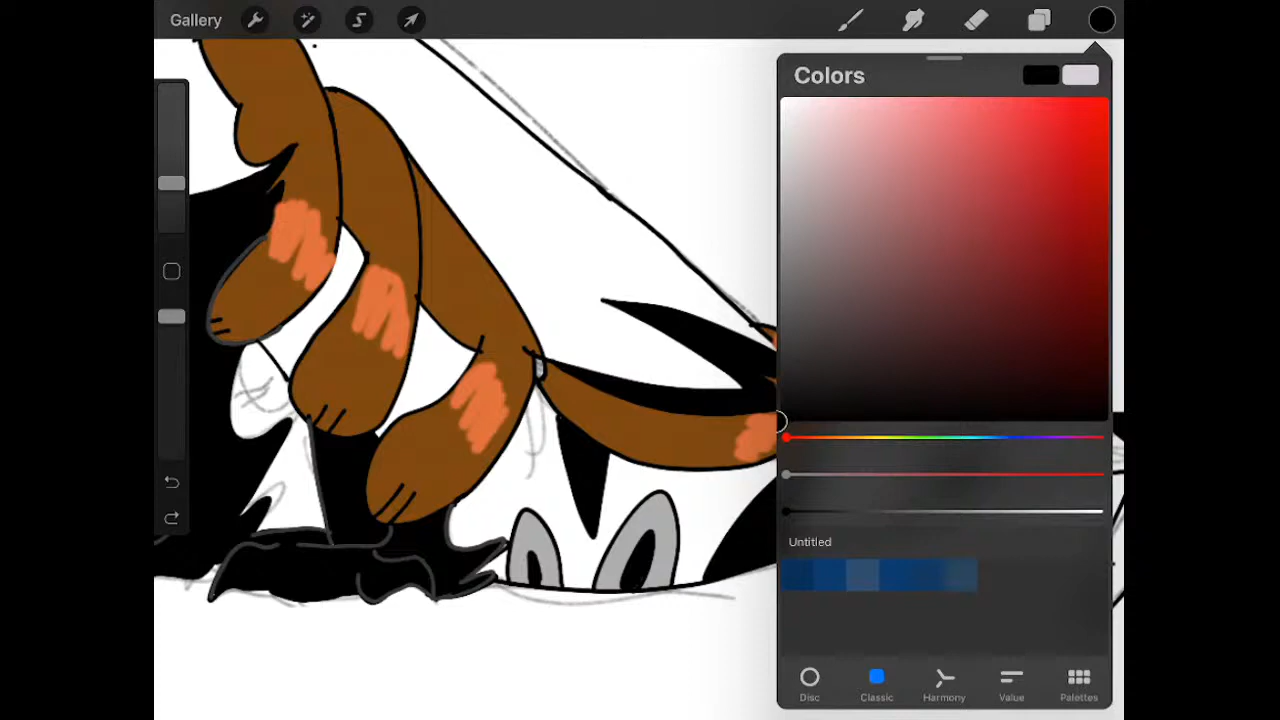 Gallery
Colors
Untitled
Disc
Classic
Harmony
Value
Palettes